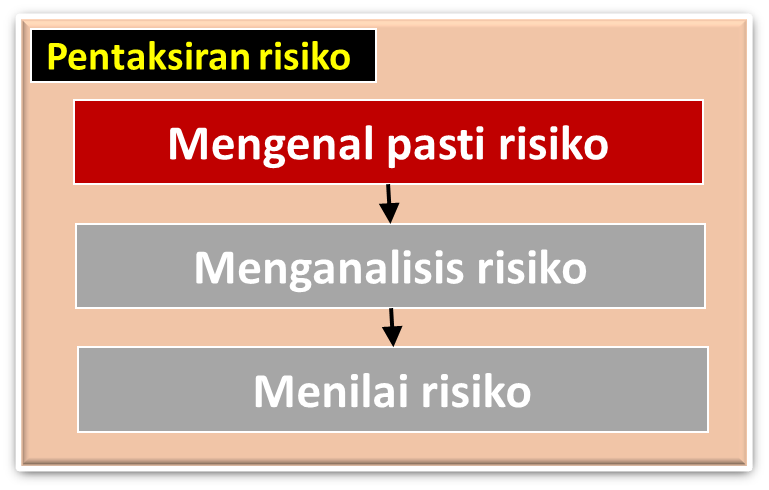 Pentaksiran risiko
Mengenal pasti risiko
Menganalisis risiko
Menilai risiko